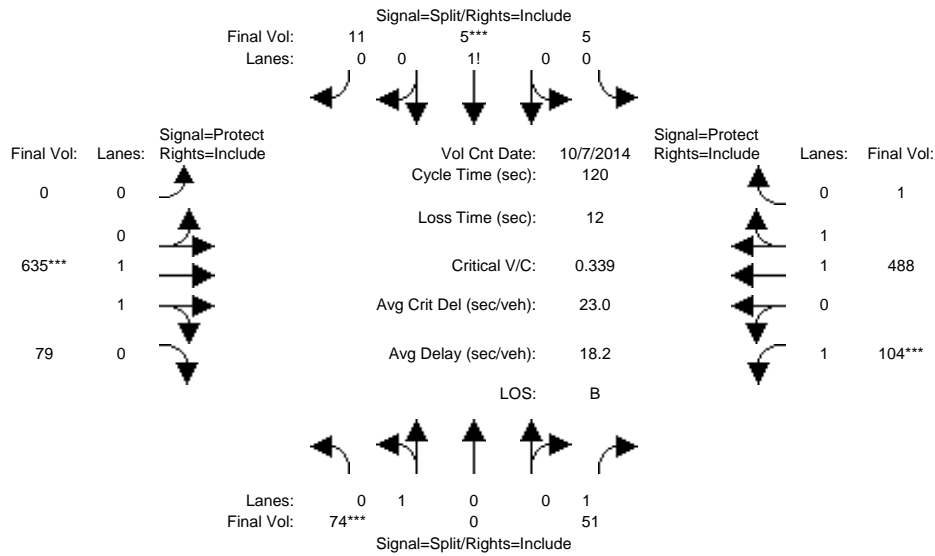 Signal=Split/Rights=Include
Final Vol: 11 5*** 5
Lanes: 0 0 1! 0 0
Signal=Protect Signal=Protect
Final Vol: Lanes: Rights=Include Vol Cnt Date: 10/7/2014 Rights=Include Lanes: Final Vol:
Cycle Time (sec): 120
0 0 0 1
Loss Time (sec): 12
0 1
635*** 1 Critical V/C: 0.339 1 488
1 Avg Crit Del (sec/veh): 23.0 0
79 0 Avg Delay (sec/veh): 18.2 1 104***
LOS: B
Lanes: 0 1 0 0 1
Final Vol: 74*** 0 51
Signal=Split/Rights=Include